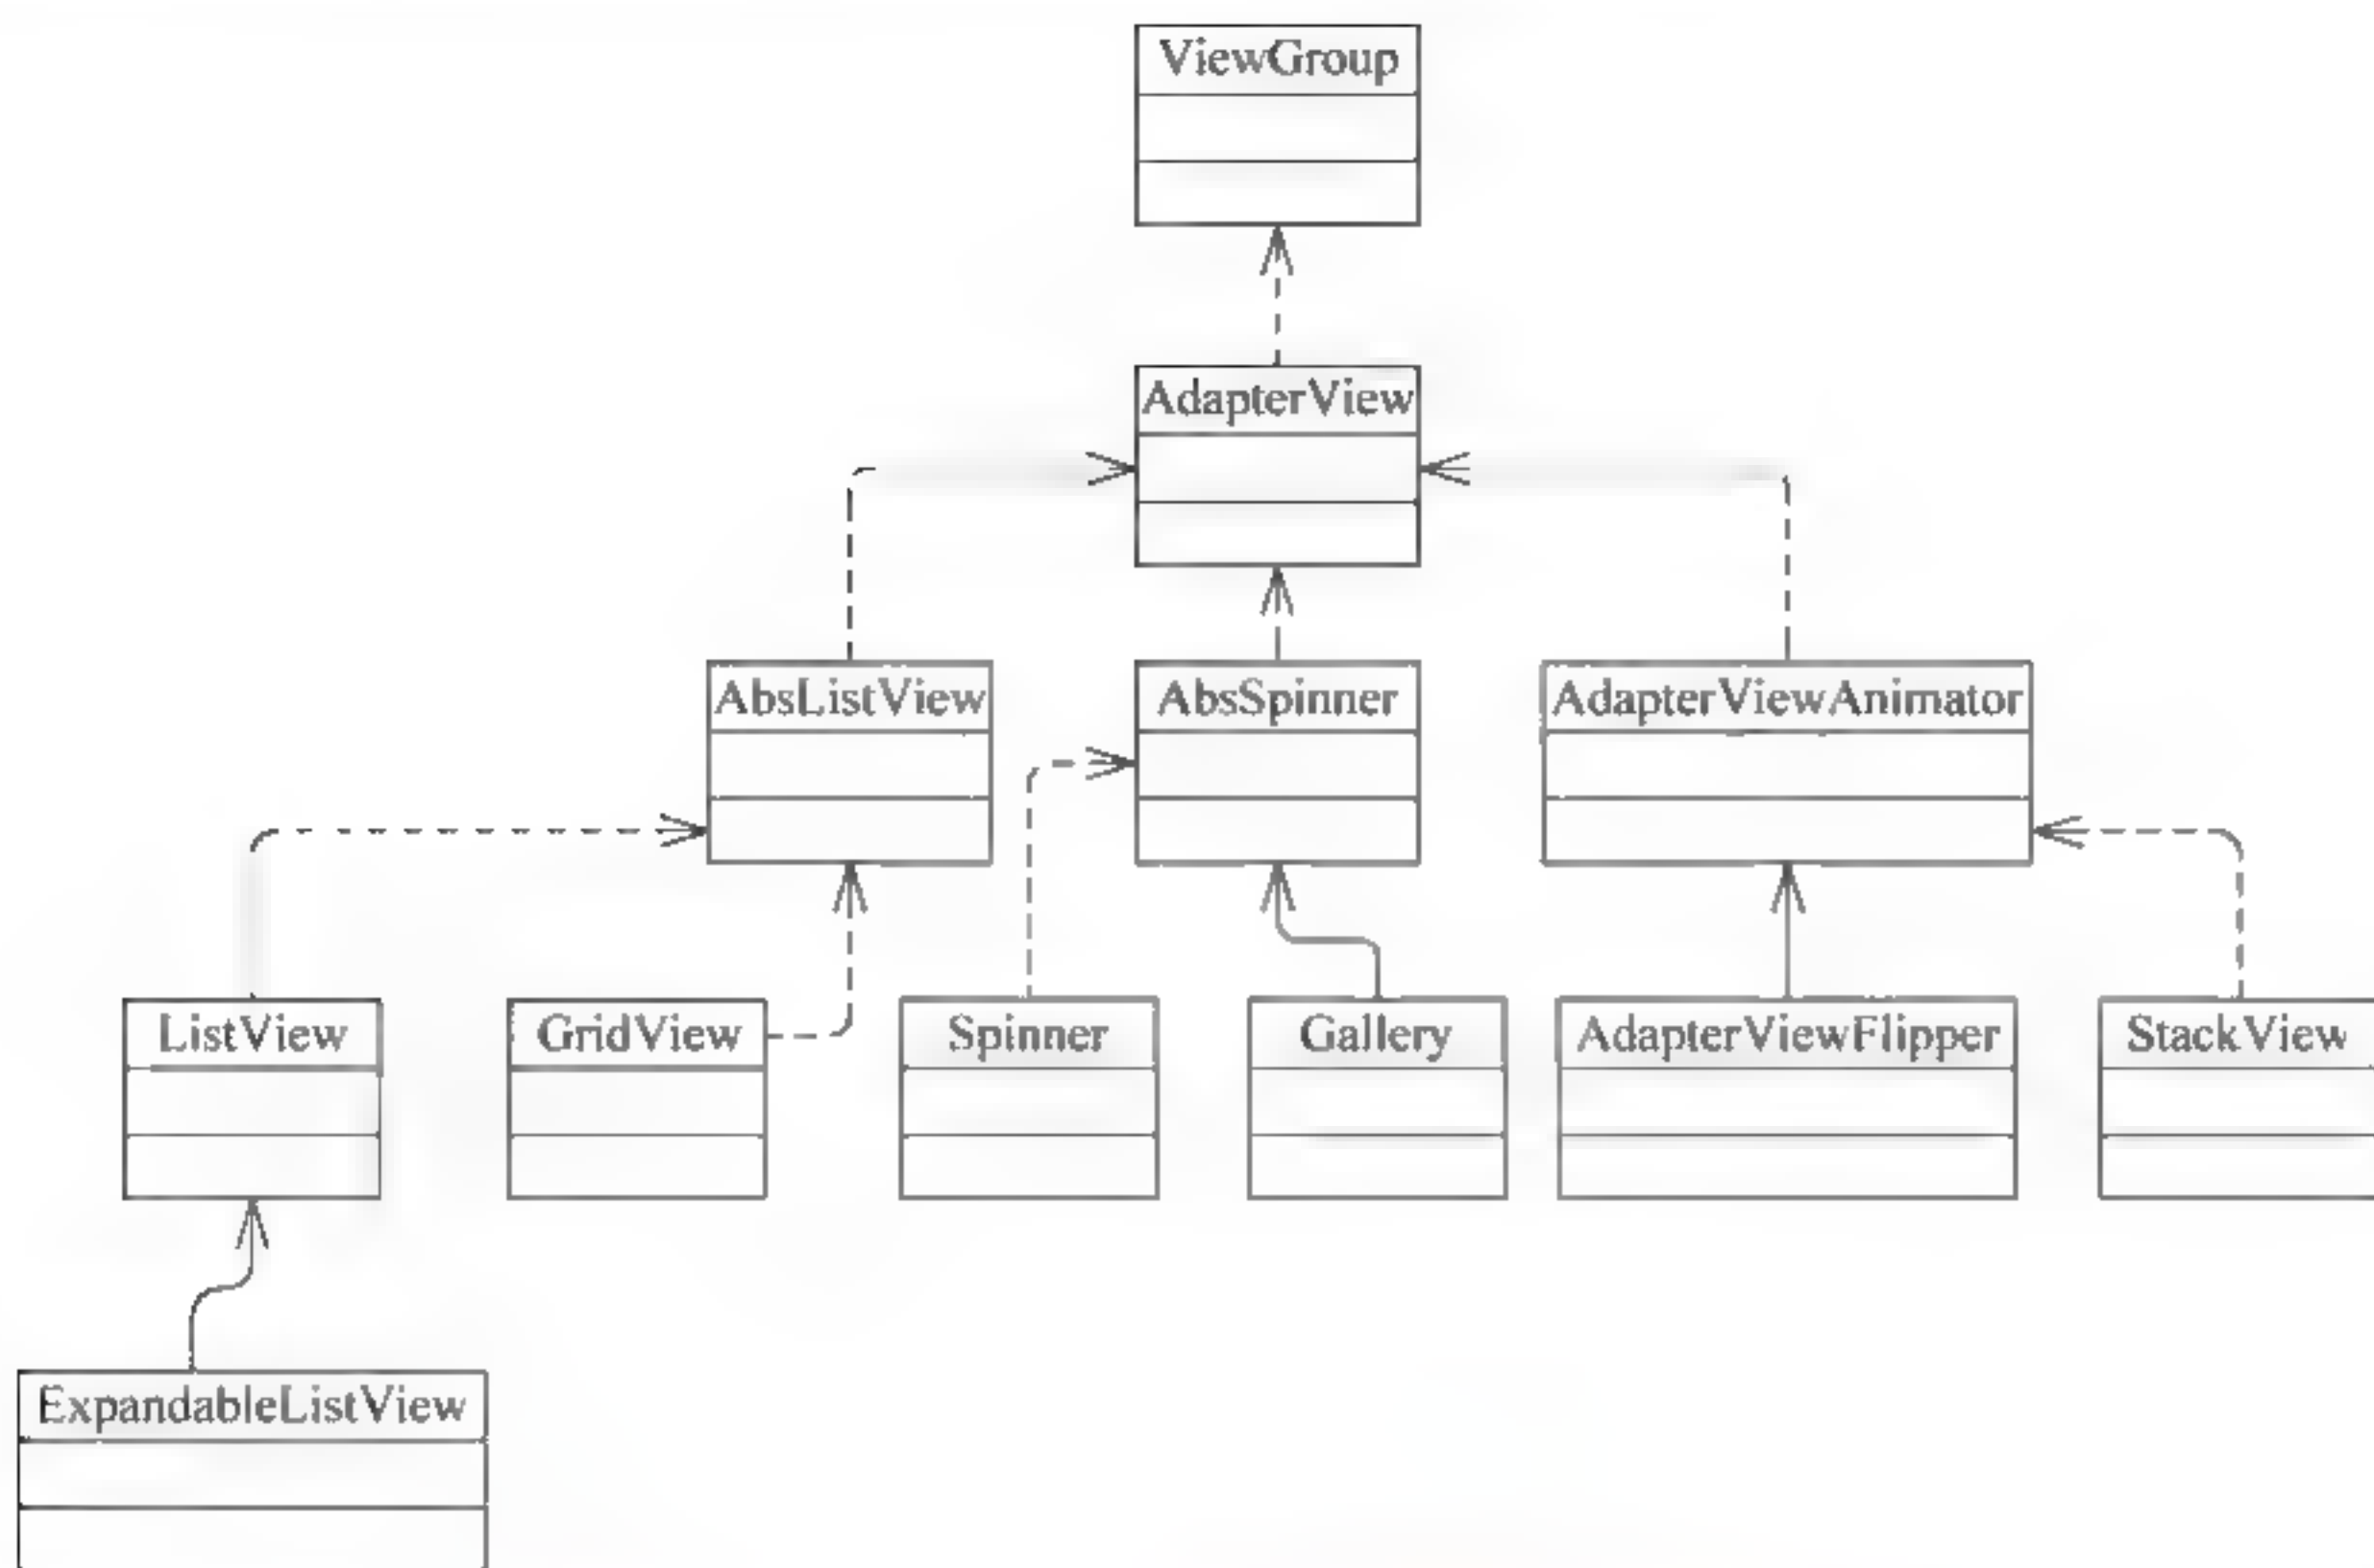 ViewGroup
AdapterView
AbsListView
AbsSpinner
AdapterViewAnimator
ListView
GridView
Spinner
Gallery
AdapterViewFlipper
StackView
ExpandableListView